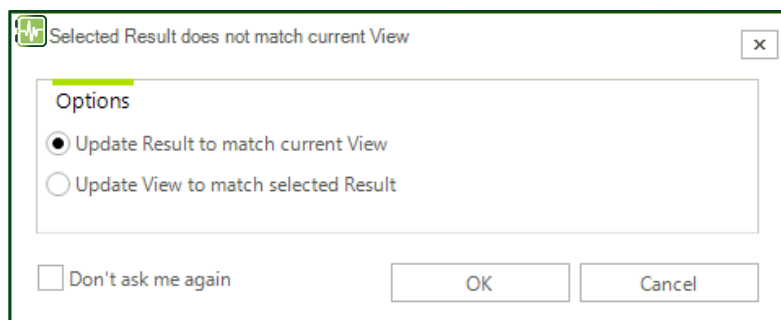 Selected Result does not match current View
Options
Update Result to match current View
Update View to match selected Result
Don't ask me again
OK
Cancel